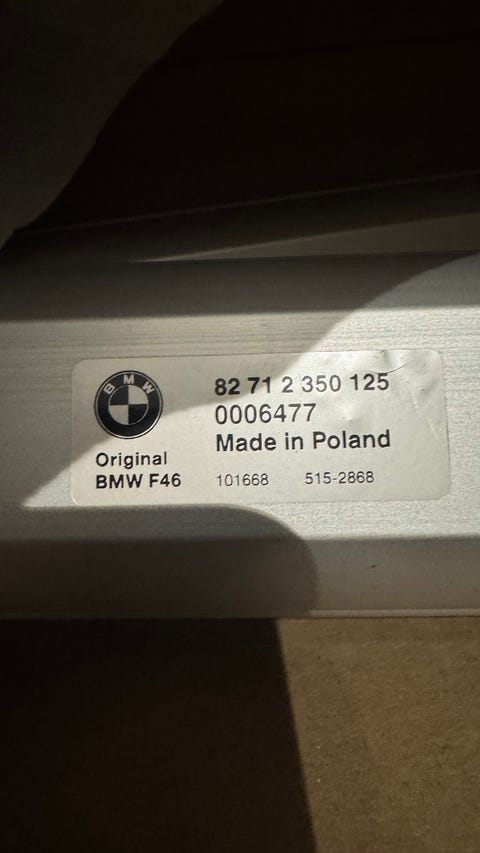 BMW
82 71 2 350 125
0006477
Made in Poland
Original
BMW F46
101668 515-2868